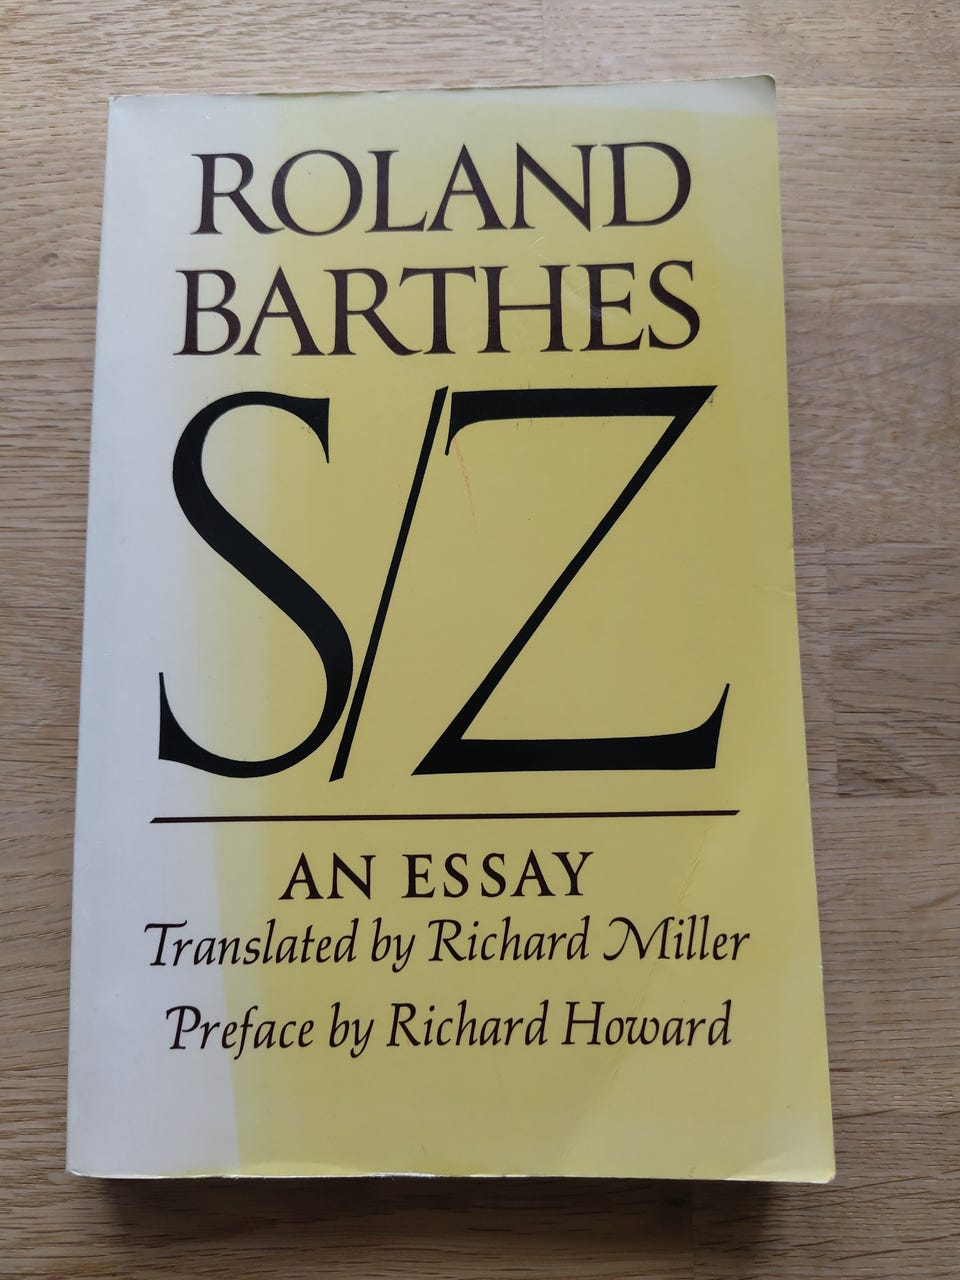 ROLAND
BARTHES
S/Z
AN ESSAY
Translated by Richard Miller
Preface by Richard Howard